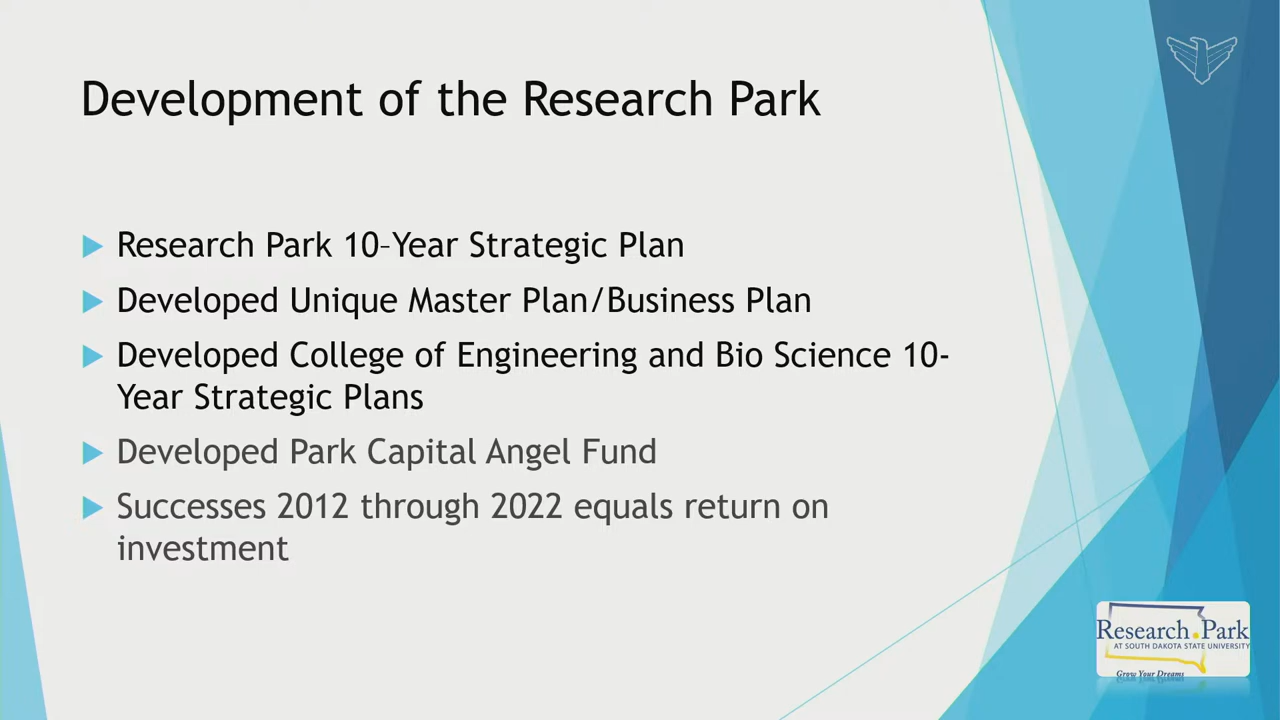 Development of the Research Park
Research Park 10–Year Strategic Plan
Developed Unique Master Plan/Business Plan
Developed College of Engineering and Bio Science 10-
Year Strategic Plans
Developed Park Capital Angel Fund
Successes 2012 through 2022 equals return on
investment
Research Park
AT SOUTH DAKOTA STATE UNIVERSITY
Grow Your Dreams